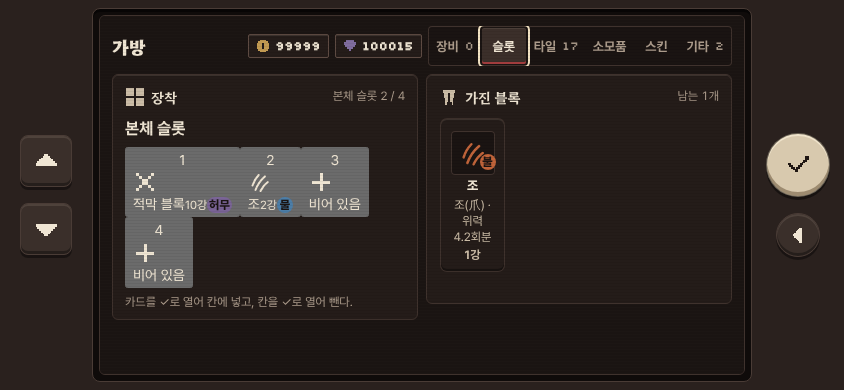 가방
99999
100015
장비 0
슬롯
타일 17
소모품
스킨
기타 2
장착
본체 슬롯 2 / 4
본체 슬롯
1
적막 블록10강허무
2
조2강물
3
비어 있음
4
비어 있음
카드를 ✓로 열어 칸에 넣고, 칸을 ✓로 열어 뺀다.
가진 블록
남는 1개
조
조(爪) ·
위력
4.2회분
1강